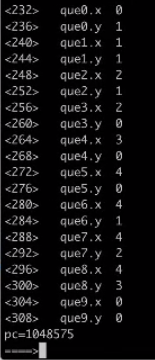 <232> que0.x 0
<236> que0.y 1
<240> que1.x 1
<244> que1.y 1
<248> que2.x 2
<252> que2.y 1
<256> que3.x 2
<260> que3.y 0
<264> que4.x 3
<268> que4.y 0
<272> que5.x 4
<276> que5.y 0
<280> que6.x 4
<284> que6.y 1
<288> que7.x 4
<292> que7.y 2
<296> que8.x 4
<300> que8.y 3
<304> que9.x 0
<308> que9.y 0
pc=1048575
====>